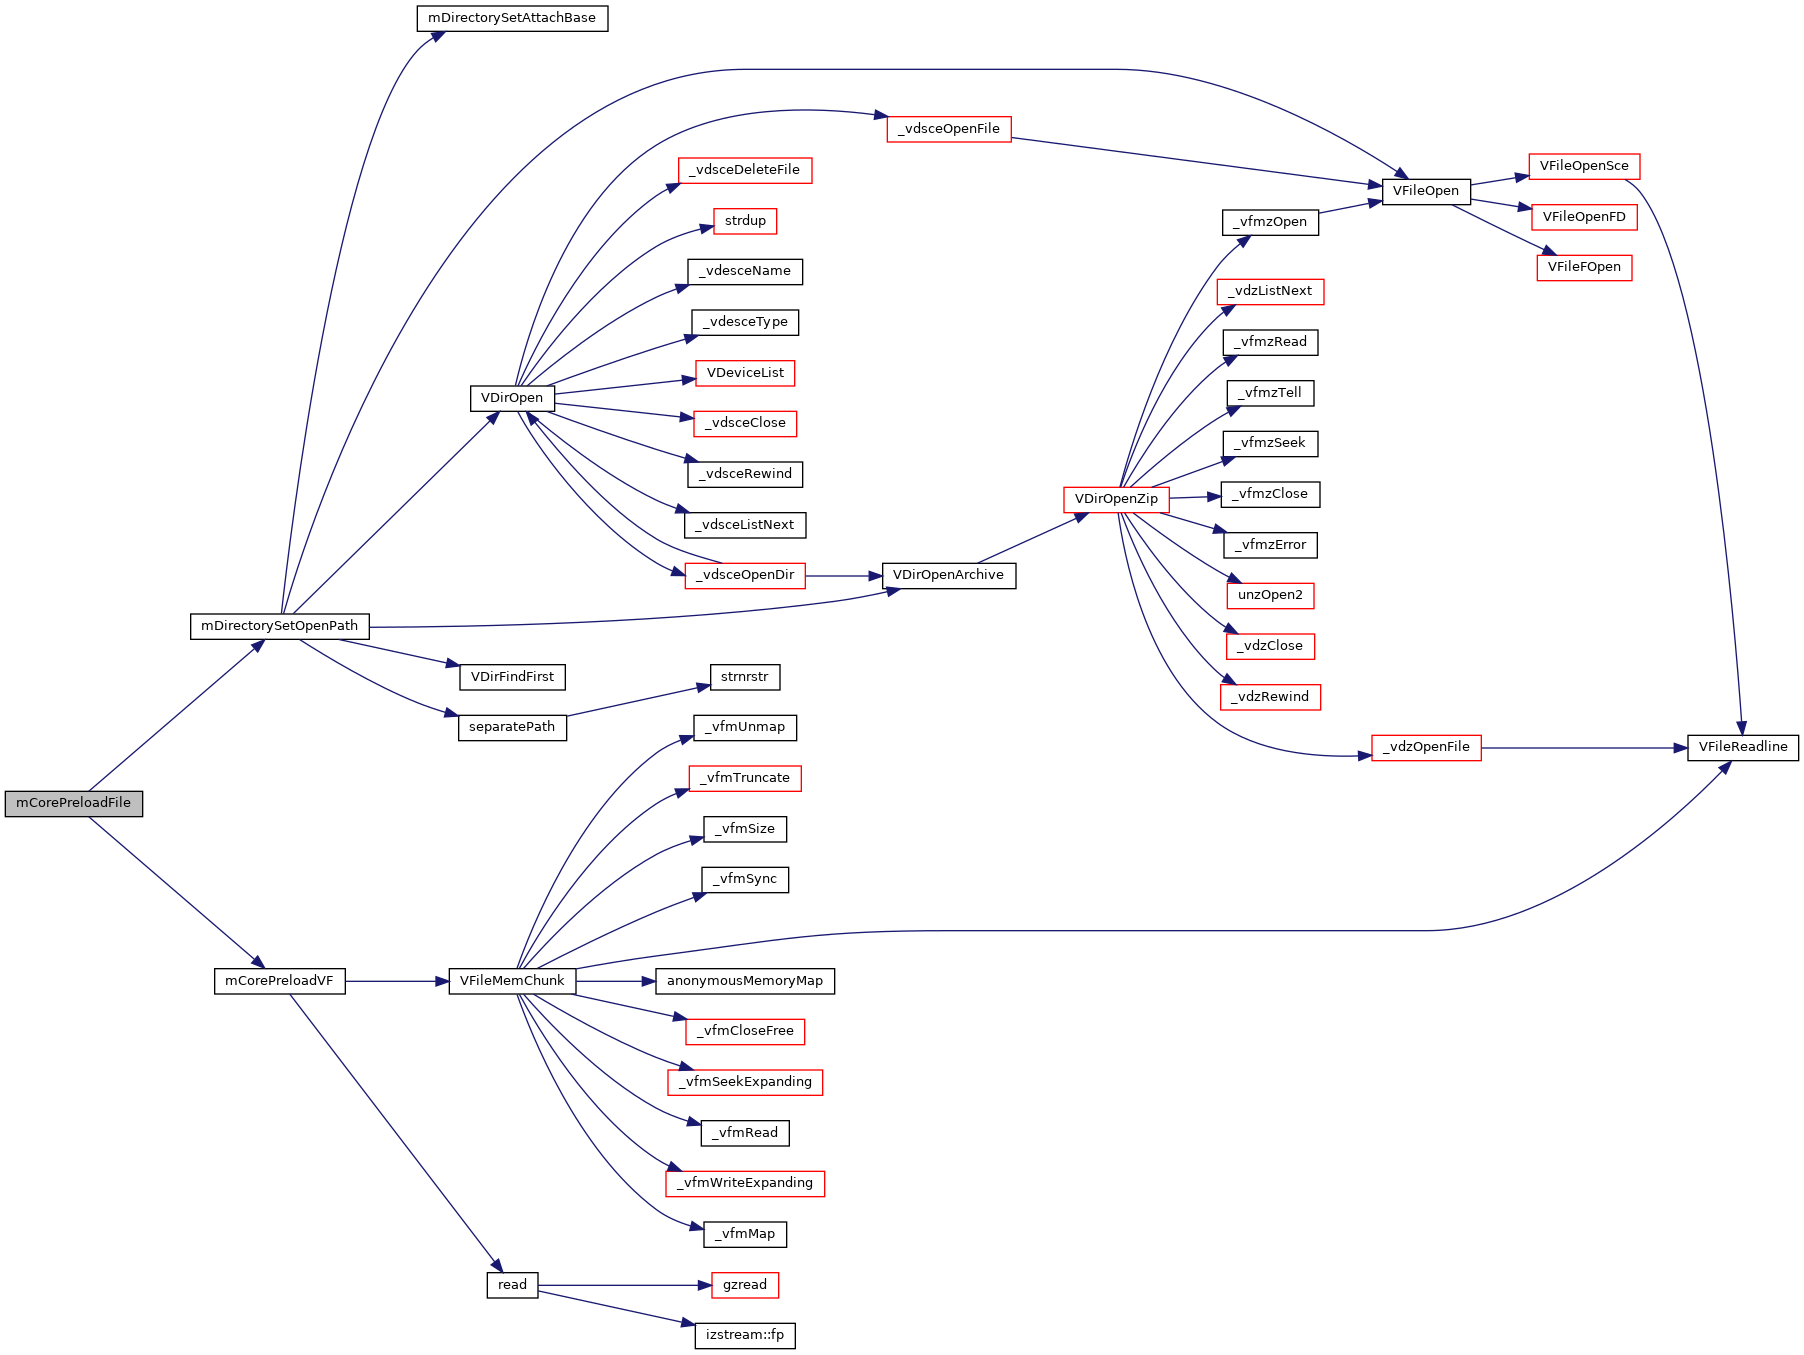 mDirectorySetAttachBase
_vdsceOpenFile
_vdsceDeleteFile
VFileOpenSce
VFileOpen
strdup
_vfmzOpen
VFileOpenFD
_vdesceName
VFileFOpen
_vdzListNext
_vdesceType
_vfmzRead
VDeviceList
_vfmzTell
VDirOpen
_vdsceClose
_vfmzSeek
_vdsceRewind
_vfmzClose
VDirOpenZip
_vdsceListNext
_vfmzError
_vdsceOpenDir
VDirOpenArchive
unzOpen2
mDirectorySetOpenPath
_vdzClose
VDirFindFirst
strnrstr
_vdzRewind
separatePath
_vfmUnmap
_vdzOpenFile
VFileReadline
_vfmTruncate
mCorePreloadFile
_vfmSize
_vfmSync
mCorePreloadVF
VFileMemChunk
anonymousMemoryMap
_vfmCloseFree
_vfmSeekExpanding
_vfmRead
_vfmWriteExpanding
_vfmMap
read
gzread
izstream::fp